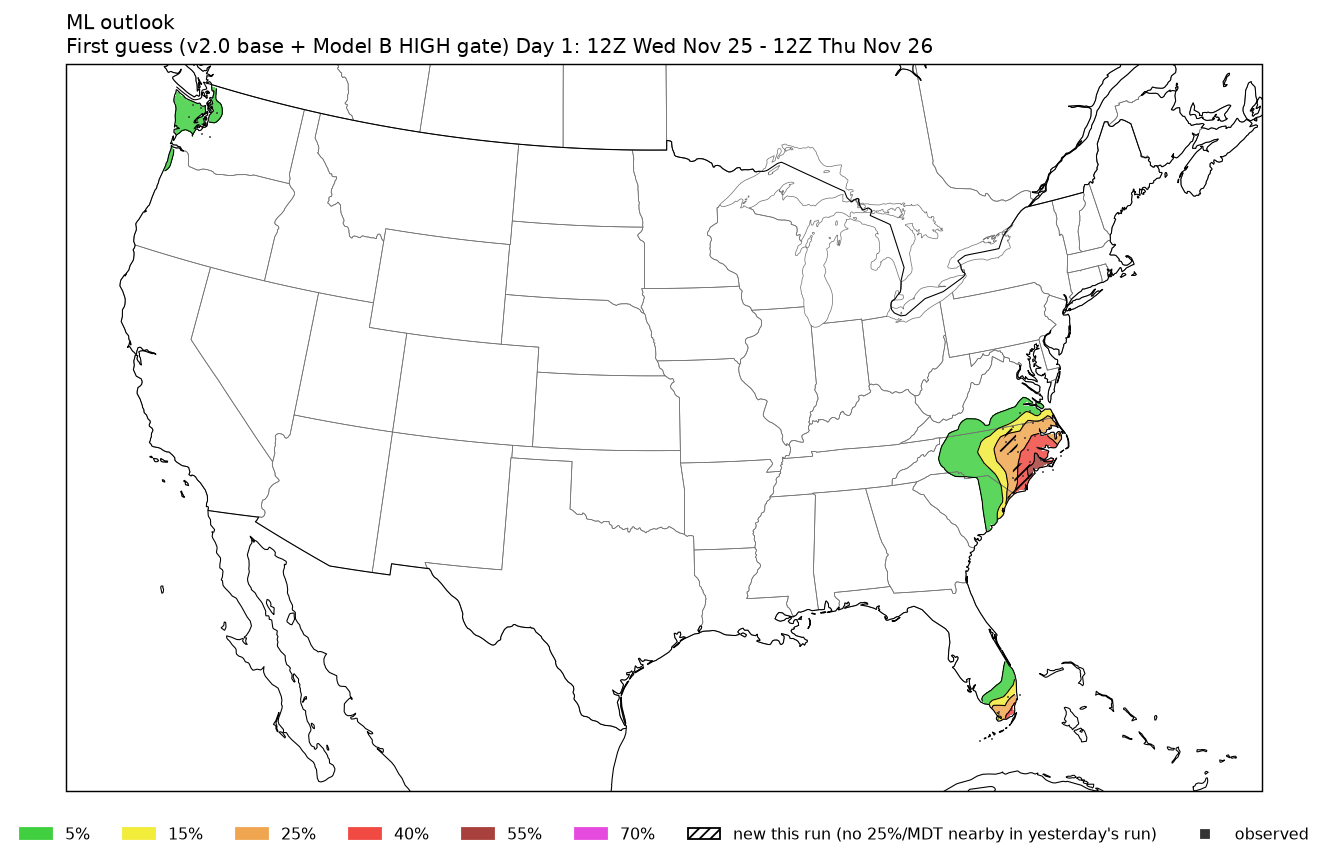 ML outlook
First guess (v2.0 base + Model B HIGH gate) Day 1: 12Z Wed Nov 25 - 12Z Thu Nov 26
5% 15% 25% 40% 55% 70% new this run (no 25%/MDT nearby in yesterday's run) observed